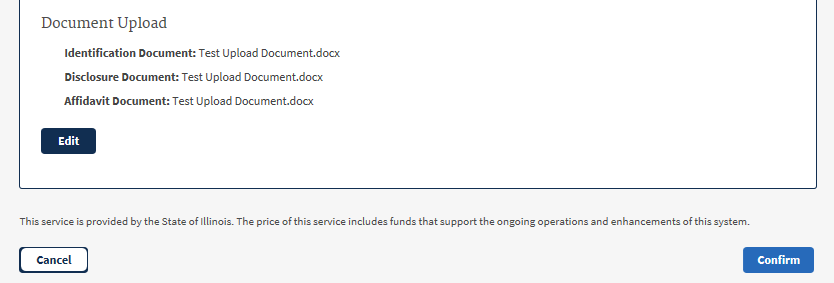 Document Upload
Identification Document: Test Upload Document.docx
Disclosure Document: Test Upload Document.docx
Affidavit Document: Test Upload Document.docx
Edit
This service is provided by the State of Illinois. The price of this service includes funds that support the ongoing operations and enhancements of this system.
Cancel
Confirm